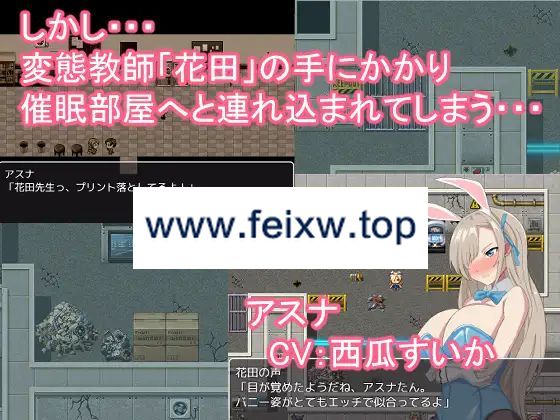 しかし・・・
変態教師「花田」の手にかかり
催眠部屋へと連れ込まれてしまう・・・
アスナ
「花田先生っ、プリント落としてるよ！」
www.feixw.top
アスナ
CV：西瓜すいか
花田の声
「目が覚めたようだね、アスナたん。
バニー姿がとてもエッチで似合ってるよ」